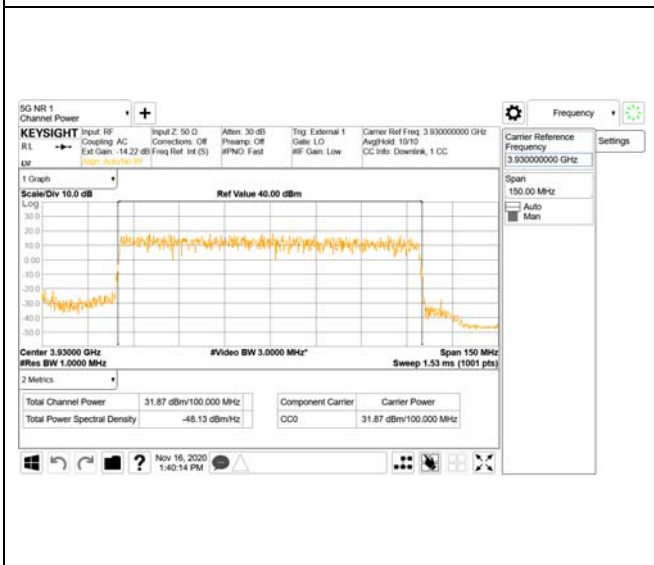 5G NR 1
Channel Power
Frequency
KEYSIGHT
RL
Input: RF
Coupling: AC
Ext Gain: -14.22 dB
Align: Auto/No RF
Input Z: 50 Ω
Corrections: Off
Freq Ref: Int (S)
Atten: 30 dB
Preamp: Off
#PNO: Fast
Trig: External 1
Gate: LO
#IF Gain: Low
Carrier Ref Freq: 3.930000000 GHz
Avg|Hold: 10/10
CC Info: Downlink, 1 CC
Carrier Reference
Frequency
3.930000000 GHz
Settings
Span
150.00 MHz
Auto
Man
1 Graph
Scale/Div 10.0 dB
Ref Value 40.00 dBm
Log
30.0
20.0
10.0
0.00
-10.0
-20.0
-30.0
-40.0
-50.0
Center 3.93000 GHz
#Video BW 3.0000 MHz*
Span 150 MHz
#Res BW 1.0000 MHz
Sweep 1.53 ms (1001 pts)
2 Metrics
Total Channel Power 31.87 dBm/100.000 MHz
Total Power Spectral Density -48.13 dBm/Hz
Component Carrier Carrier Power
CC0 31.87 dBm/100.000 MHz
?
Nov 16, 2020
1:40:14 PM